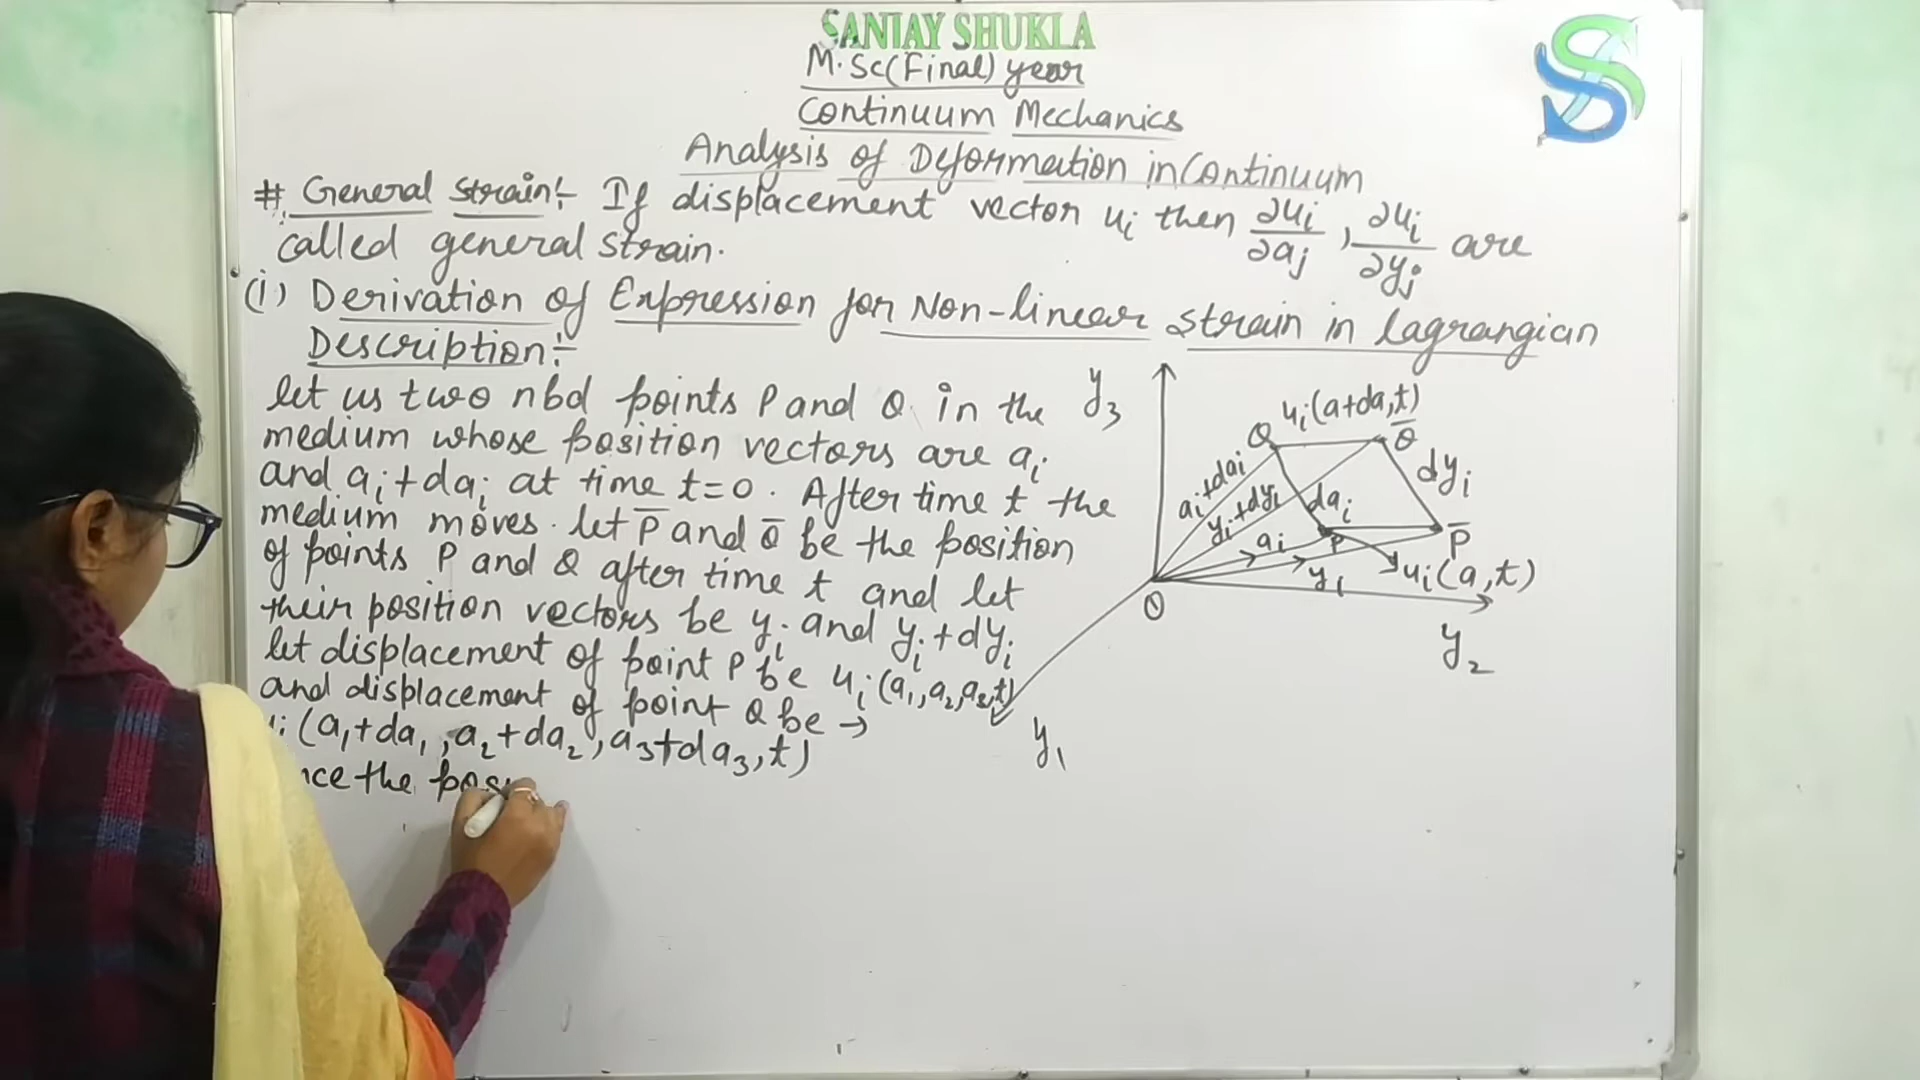 SANJAY SHUKLA
M.Sc(Final) year
Continuum Mechanics
Analysis of Deformation in Continuum
# General Strain:- If displacement vector ui then ∂ui/∂aj, ∂ui/∂yj are
called general strain.
(i) Derivation of Expression for Non-linear strain in lagrangian
Description:-
let us two nbd points P and Q in the
medium whose position vectors are ai
and ai+dai at time t=0. After time t the
medium moves. let P̅ and Q̅ be the position
of points P and Q after time t and let
their position vectors be yi and yi+dyi
let displacement of point P be ui(a1,a2,a3,t)
and displacement of point Q be →
(a1+da1, a2+da2, a3+da3, t)
the
y3
ui(a+da,t)
Q
Q̅
ai+dai
yi+dyi
dai
dyi
ai
P
P̅
y1
ui(a,t)
O
y2
y1
S